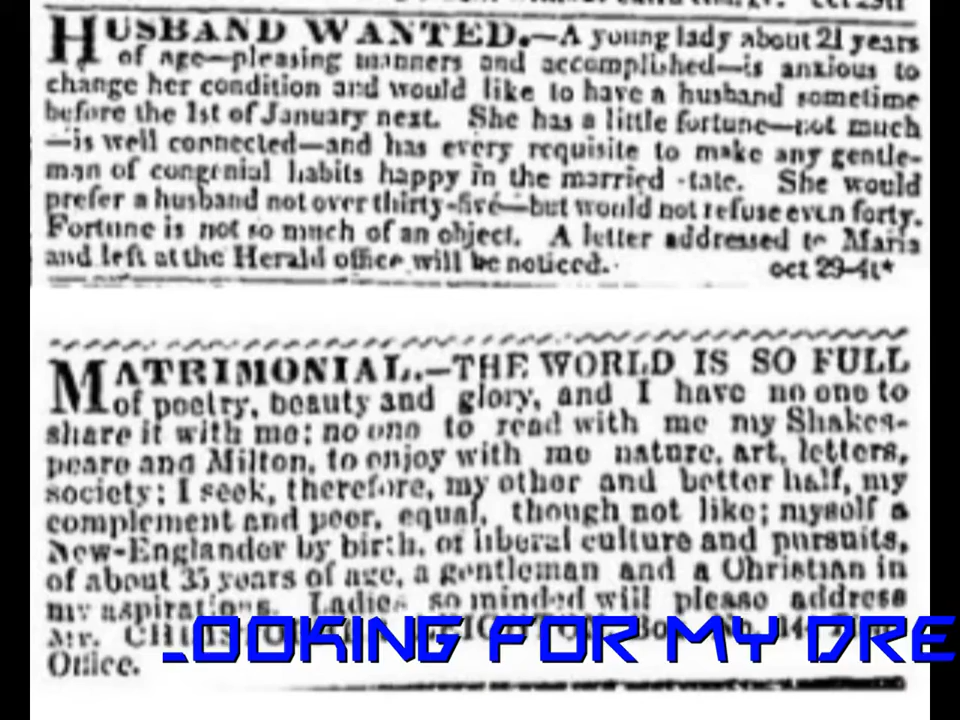 HUSBAND WANTED.—A young lady about 21 years
of age—pleasing manners and accomplished—is anxious to
change her condition and would like to have a husband sometime
before the 1st of January next. She has a little fortune—not much
—is well connected—and has every requisite to make any gentle-
man of congenial habits happy in the married state. She would
prefer a husband not over thirty-five—but would not refuse even forty.
Fortune is not so much of an object. A letter addressed to Maria
and left at the Herald office will be noticed.
oct 29-4t*
MATRIMONIAL.—THE WORLD IS SO FULL
of poetry, beauty and glory, and I have no one to
share it with me; no one to read with me my Shakes-
peare and Milton, to enjoy with me nature, art, letters,
society; I seek, therefore, my other and better half, my
complement and peer, equal, though not like; myself a
New-Englander by birth, of liberal culture and pursuits,
of about 35 years of age, a gentleman and a Christian in
my aspirations. Ladies so minded will please address
Mr.
Office.
LOOKING FOR MY DRE